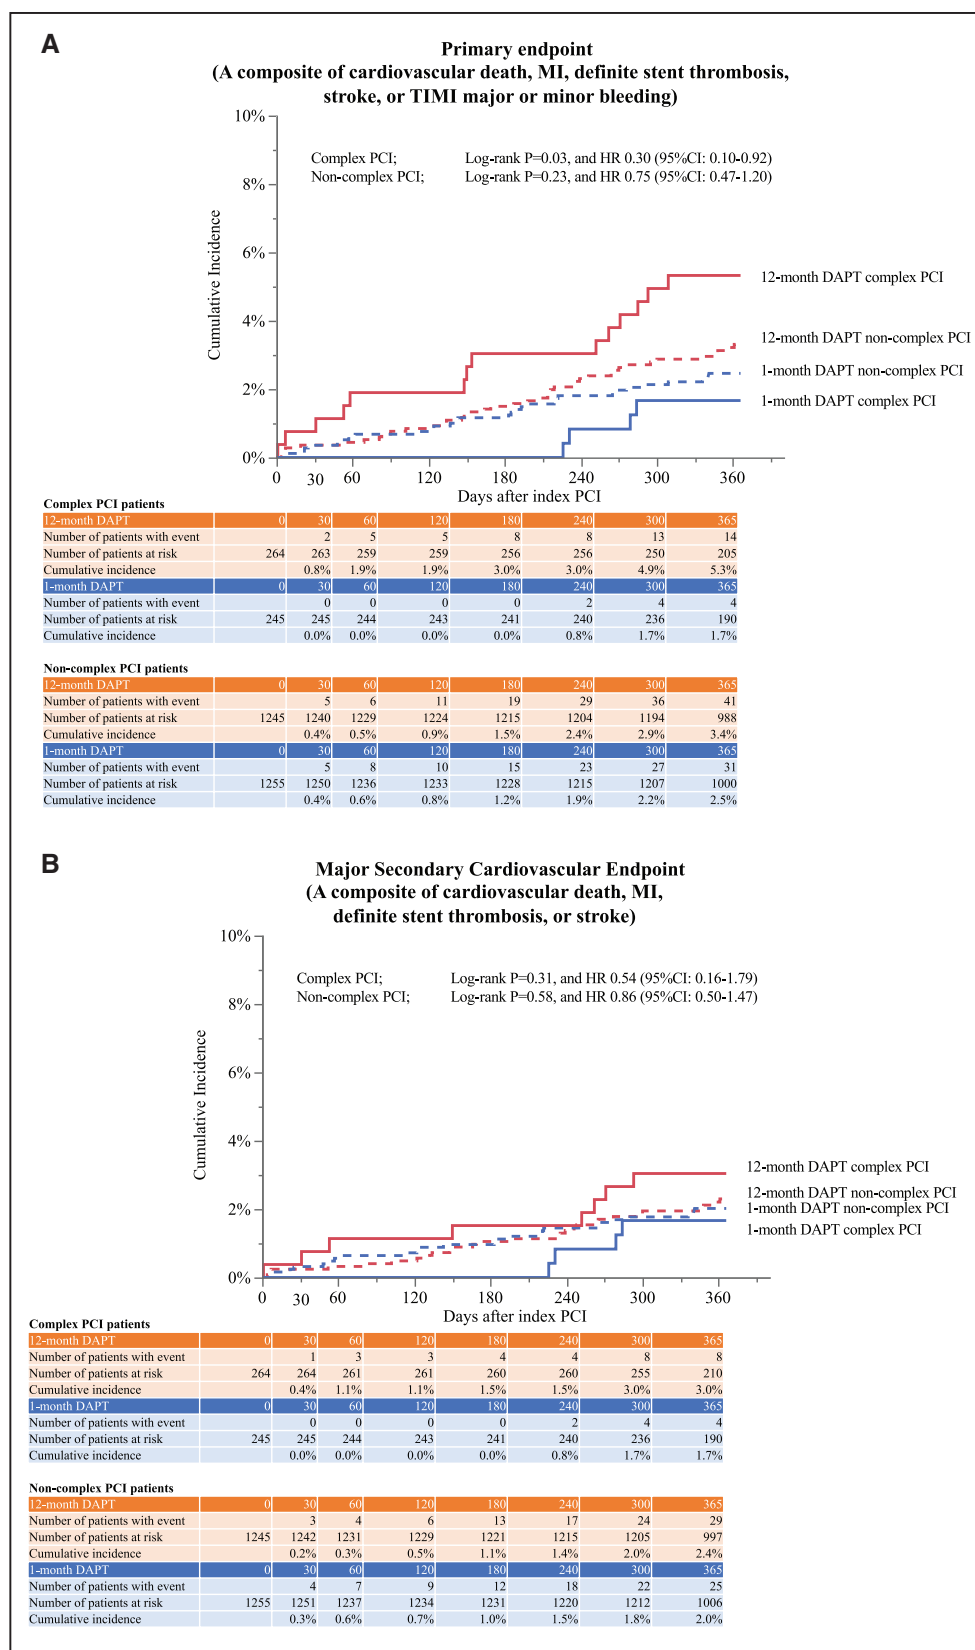 A
Primary endpoint
(A composite of cardiovascular death, MI, definite stent thrombosis,
stroke, or TIMI major or minor bleeding)
10%
8%
6%
4%
2%
0%
Cumulative Incidence
Complex PCI; Log-rank P=0.03, and HR 0.30 (95%CI: 0.10-0.92)
Non-complex PCI; Log-rank P=0.23, and HR 0.75 (95%CI: 0.47-1.20)
12-month DAPT complex PCI
12-month DAPT non-complex PCI
1-month DAPT non-complex PCI
1-month DAPT complex PCI
0 30 60 120 180 240 300 360
Days after index PCI
Complex PCI patients
12-month DAPT 0 30 60 120 180 240 300 365
Number of patients with event 2 5 5 8 8 13 14
Number of patients at risk 264 263 259 259 256 256 250 205
Cumulative incidence 0.8% 1.9% 1.9% 3.0% 3.0% 4.9% 5.3%
1-month DAPT 0 30 60 120 180 240 300 365
Number of patients with event 0 0 0 0 2 4 4
Number of patients at risk 245 245 244 243 241 240 236 190
Cumulative incidence 0.0% 0.0% 0.0% 0.0% 0.8% 1.7% 1.7%
Non-complex PCI patients
12-month DAPT 0 30 60 120 180 240 300 365
Number of patients with event 5 6 11 19 29 36 41
Number of patients at risk 1245 1240 1229 1224 1215 1204 1194 988
Cumulative incidence 0.4% 0.5% 0.9% 1.5% 2.4% 2.9% 3.4%
1-month DAPT 0 30 60 120 180 240 300 365
Number of patients with event 5 8 10 15 23 27 31
Number of patients at risk 1255 1250 1236 1233 1228 1215 1207 1000
Cumulative incidence 0.4% 0.6% 0.8% 1.2% 1.9% 2.2% 2.5%
B
Major Secondary Cardiovascular Endpoint
(A composite of cardiovascular death, MI,
definite stent thrombosis, or stroke)
10%
8%
6%
4%
2%
0%
Cumulative Incidence
Complex PCI; Log-rank P=0.31, and HR 0.54 (95%CI: 0.16-1.79)
Non-complex PCI; Log-rank P=0.58, and HR 0.86 (95%CI: 0.50-1.47)
12-month DAPT complex PCI
12-month DAPT non-complex PCI
1-month DAPT non-complex PCI
1-month DAPT complex PCI
0 30 60 120 180 240 300 360
Days after index PCI
Complex PCI patients
12-month DAPT 0 30 60 120 180 240 300 365
Number of patients with event 1 3 3 4 4 8 8
Number of patients at risk 264 264 261 261 260 260 255 210
Cumulative incidence 0.4% 1.1% 1.1% 1.5% 1.5% 3.0% 3.0%
1-month DAPT 0 30 60 120 180 240 300 365
Number of patients with event 0 0 0 0 2 4 4
Number of patients at risk 245 245 244 243 241 240 236 190
Cumulative incidence 0.0% 0.0% 0.0% 0.0% 0.8% 1.7% 1.7%
Non-complex PCI patients
12-month DAPT 0 30 60 120 180 240 300 365
Number of patients with event 3 4 6 13 17 24 29
Number of patients at risk 1245 1242 1231 1229 1221 1215 1205 997
Cumulative incidence 0.2% 0.3% 0.5% 1.1% 1.4% 2.0% 2.4%
1-month DAPT 0 30 60 120 180 240 300 365
Number of patients with event 4 7 9 12 18 22 25
Number of patients at risk 1255 1251 1237 1234 1231 1220 1212 1006
Cumulative incidence 0.3% 0.6% 0.7% 1.0% 1.5% 1.8% 2.0%